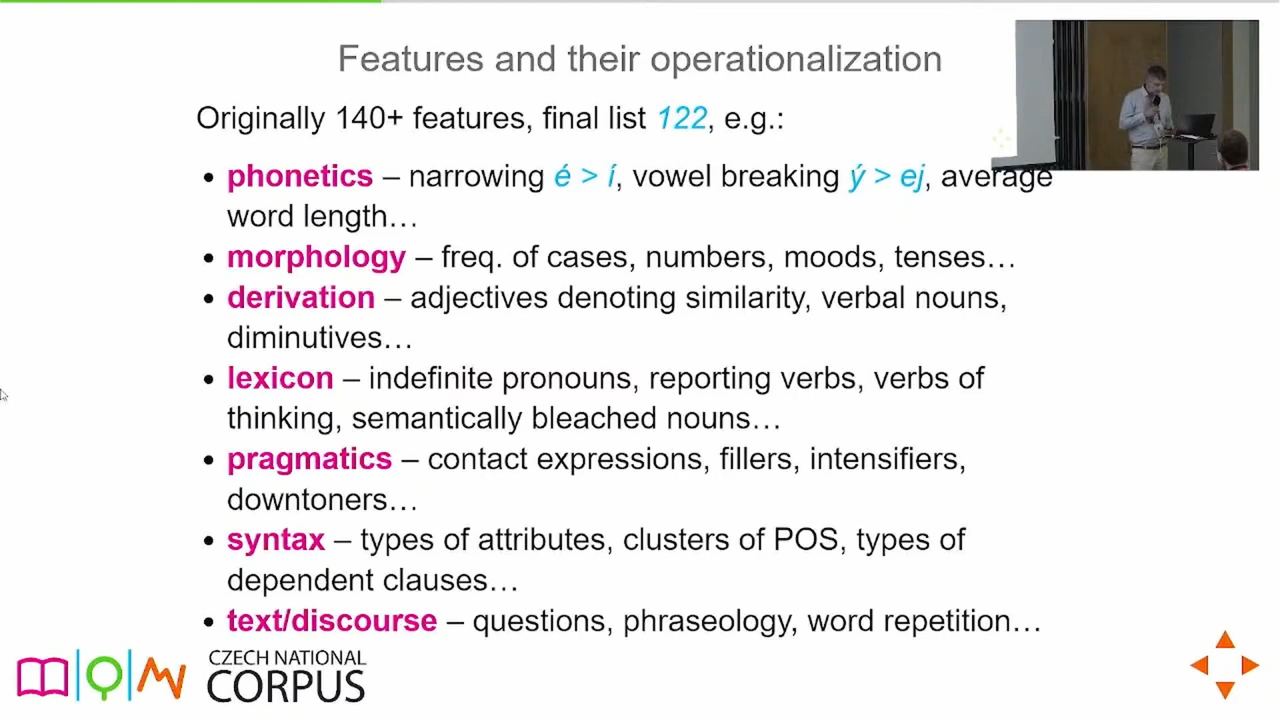 Features and their operationalization
Originally 140+ features, final list 122, e.g.:
• phonetics – narrowing é > í, vowel breaking ý > ej, average
word length…
• morphology – freq. of cases, numbers, moods, tenses…
• derivation – adjectives denoting similarity, verbal nouns,
diminutives…
• lexicon – indefinite pronouns, reporting verbs, verbs of
thinking, semantically bleached nouns…
• pragmatics – contact expressions, fillers, intensifiers,
downtoners…
• syntax – types of attributes, clusters of POS, types of
dependent clauses…
• text/discourse – questions, phraseology, word repetition…
CZECH NATIONAL
CORPUS